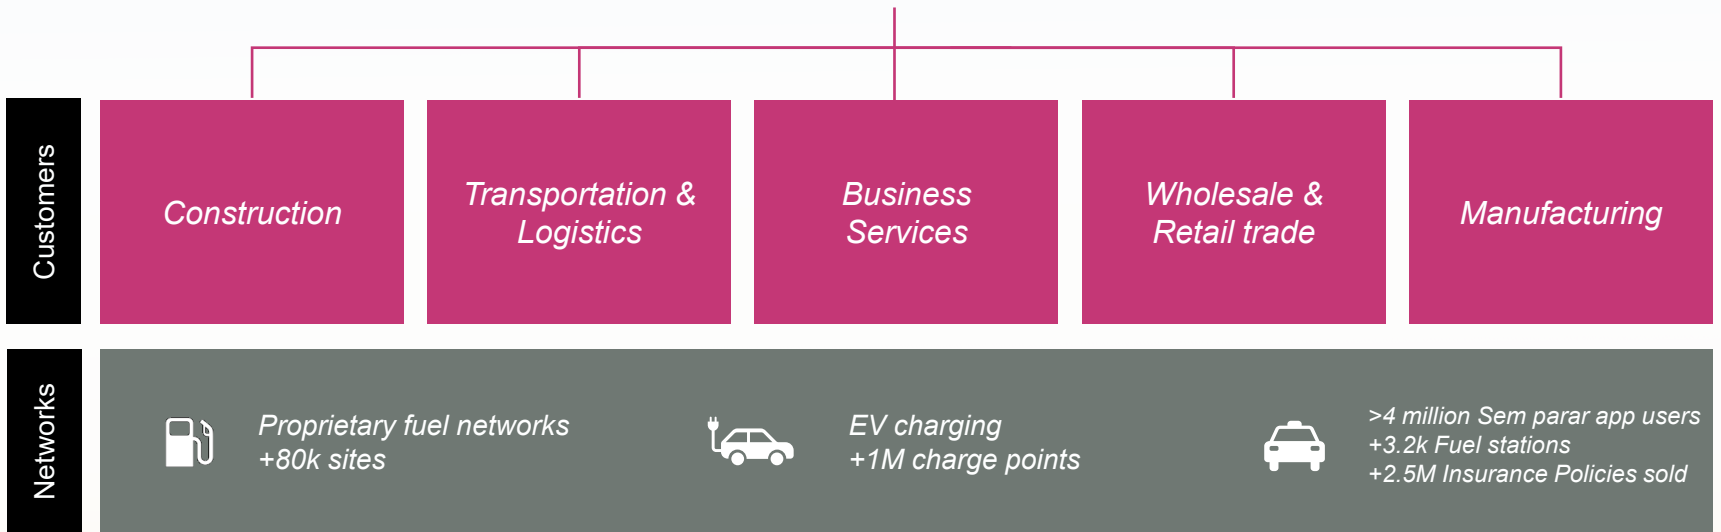 Customers
Construction
Transportation &
Logistics
Business
Services
Wholesale &
Retail trade
Manufacturing
Networks
Proprietary fuel networks
+80k sites
EV charging
+1M charge points
>4 million Sem parar app users
+3.2k Fuel stations
+2.5M Insurance Policies sold